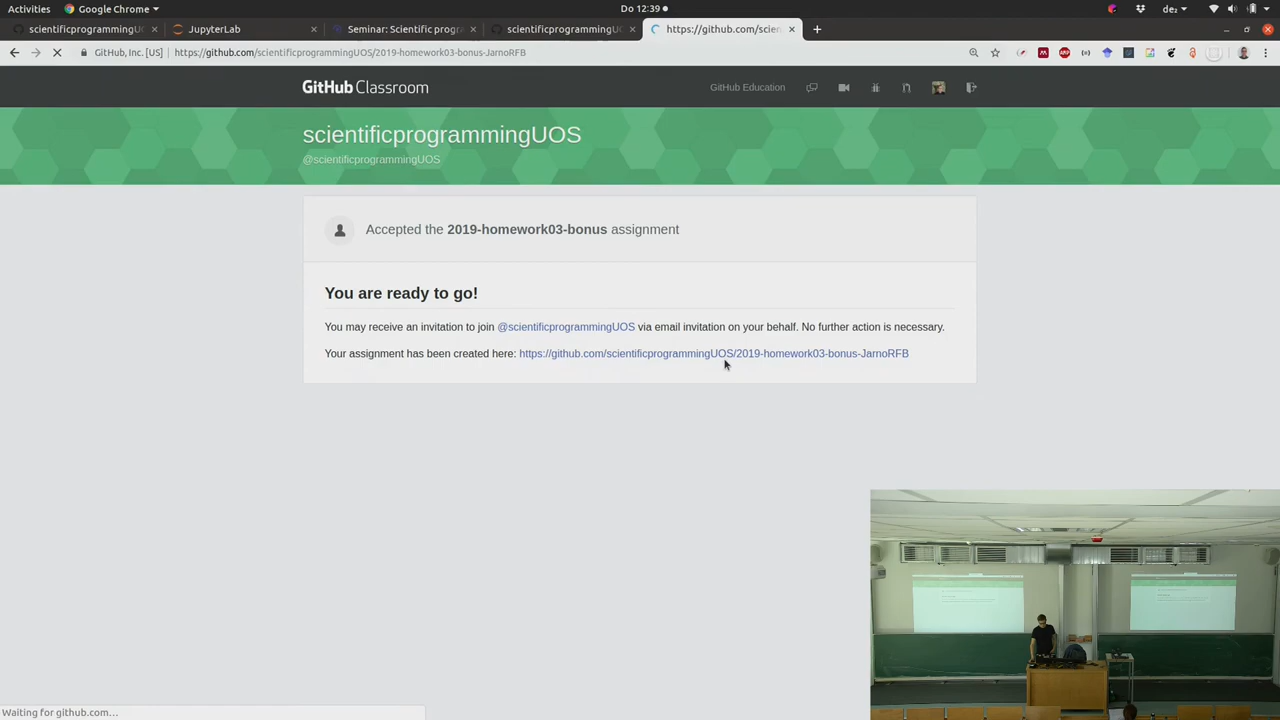 Activities
Google Chrome
Do 12:39
de₂
scientificprogrammingUO
JupyterLab
Seminar: Scientific progr
scientificprogrammingUO
https://github.com/scien
GitHub, Inc. [US]
https://github.com/scientificprogrammingUOS/2019-homework03-bonus-JarnoRFB
GitHub Classroom
GitHub Education
scientificprogrammingUOS
@scientificprogrammingUOS
Accepted the 2019-homework03-bonus assignment
You are ready to go!
You may receive an invitation to join @scientificprogrammingUOS via email invitation on your behalf. No further action is necessary.
Your assignment has been created here: https://github.com/scientificprogrammingUOS/2019-homework03-bonus-JarnoRFB
Waiting for github.com…